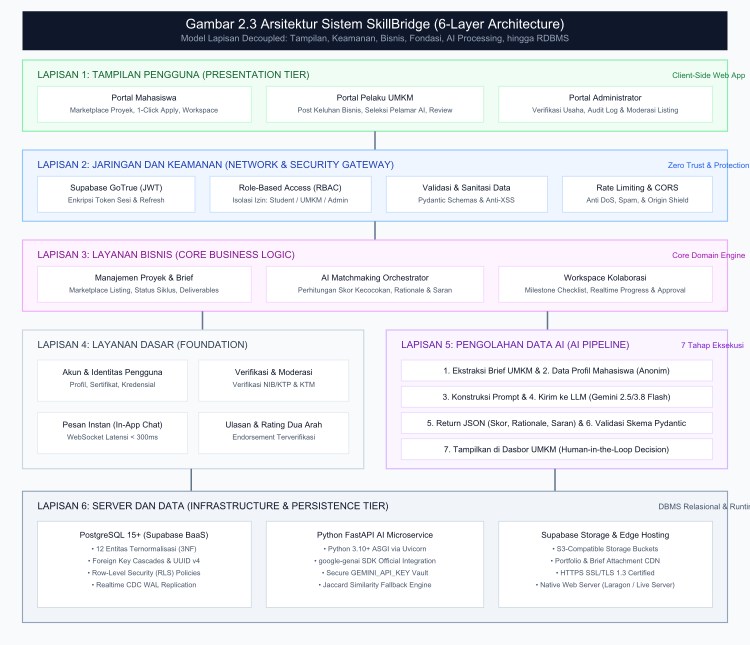 Gambar 2.3 Arsitektur Sistem SkillBridge (6-Layer Architecture)
Model Lapisan Decoupled: Tampilan, Keamanan, Bisnis, Fondasi, AI Processing, hingga RDBMS
LAPISAN 1: TAMPILAN PENGGUNA (PRESENTATION TIER)
Client-Side Web App
Portal Mahasiswa
Marketplace Proyek, 1-Click Apply, Workspace
Portal Pelaku UMKM
Post Keluhan Bisnis, Seleksi Pelamar AI, Review
Portal Administrator
Verifikasi Usaha, Audit Log & Moderasi Listing
LAPISAN 2: JARINGAN DAN KEAMANAN (NETWORK & SECURITY GATEWAY)
Zero Trust & Protection
Supabase GoTrue (JWT)
Enkripsi Token Sesi & Refresh
Role-Based Access (RBAC)
Isolasi Izin: Student / UMKM / Admin
Validasi & Sanitasi Data
Pydantic Schemas & Anti-XSS
Rate Limiting & CORS
Anti DoS, Spam, & Origin Shield
LAPISAN 3: LAYANAN BISNIS (CORE BUSINESS LOGIC)
Core Domain Engine
Manajemen Proyek & Brief
Marketplace Listing, Status Siklus, Deliverables
AI Matchmaking Orchestrator
Perhitungan Skor Kecocokan, Rationale & Saran
Workspace Kolaborasi
Milestone Checklist, Realtime Progress & Approval
LAPISAN 4: LAYANAN DASAR (FOUNDATION)
Akun & Identitas Pengguna
Profil, Sertifikat, Kredensial
Verifikasi & Moderasi
Verifikasi NIB/KTP & KTM
Pesan Instan (In-App Chat)
WebSocket Latensi < 300ms
Ulasan & Rating Dua Arah
Endorsement Terverifikasi
LAPISAN 5: PENGOLAHAN DATA AI (AI PIPELINE)
7 Tahap Eksekusi
1. Ekstraksi Brief UMKM & 2. Data Profil Mahasiswa (Anonim)
3. Konstruksi Prompt & 4. Kirim ke LLM (Gemini 2.5/3.8 Flash)
5. Return JSON (Skor, Rationale, Saran) & 6. Validasi Skema Pydantic
7. Tampilkan di Dasbor UMKM (Human-in-the-Loop Decision)
LAPISAN 6: SERVER DAN DATA (INFRASTRUCTURE & PERSISTENCE TIER)
DBMS Relasional &
PostgreSQL 15+ (Supabase BaaS)
• 12 Entitas Ternormalisasi (3NF)
• Foreign Key Cascades & UUID v4
• Row-Level Security (RLS) Policies
• Realtime CDC WAL Replication
Python FastAPI AI Microservice
• Python 3.10+ ASGI via Uvicorn
• google-genai SDK Official Integration
• Secure GEMINI_API_KEY Vault
• Jaccard Similarity Fallback Engine
Supabase Storage & Edge Hosting
• S3-Compatible Storage Buckets
• Portfolio & Brief Attachment CDN
• HTTPS SSL/TLS 1.3 Certified
• Native Web Server (Laragon / Live Server)